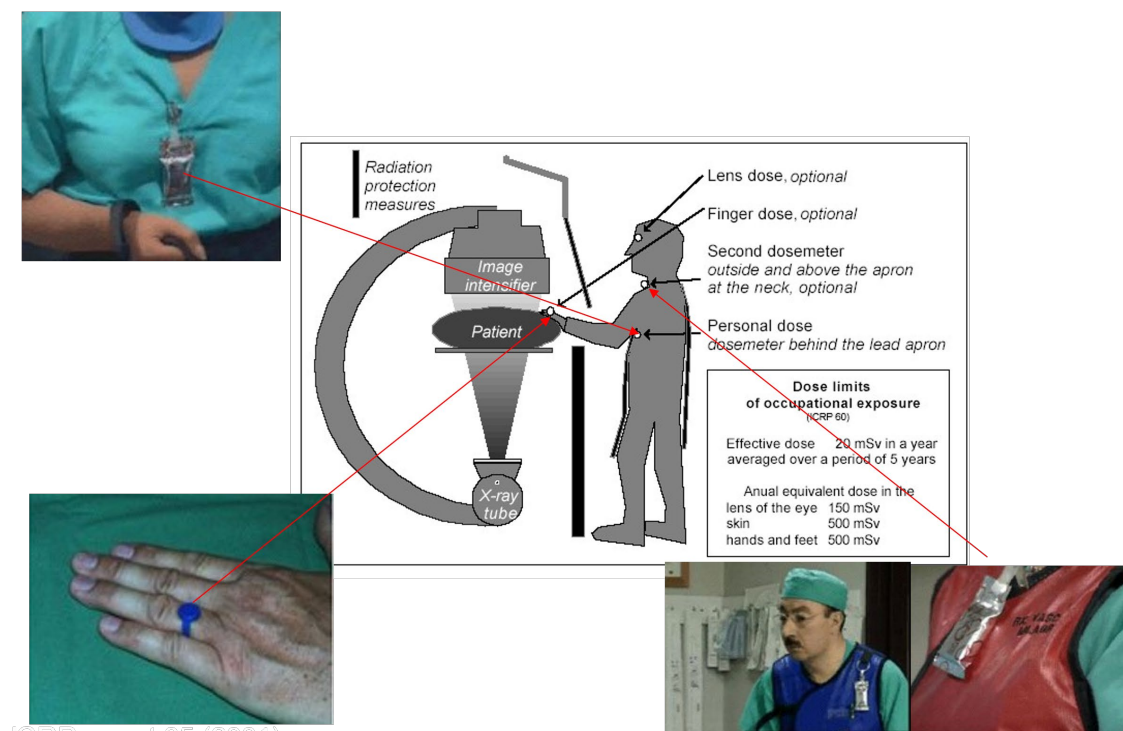 Radiation
protection
measures
Image
intensifier
Patient
X-ray
tube
Lens dose, optional
Finger dose, optional
Second dosemeter
outside and above the apron
at the neck, optional
Personal dose
dosemeter behind the lead apron
Dose limits
of occupational exposure
(ICRP 60)
Effective dose 20 mSv in a year
averaged over a period of 5 years
Anual equivalent dose in the
lens of the eye 150 mSv
skin 500 mSv
hands and feet 500 mSv